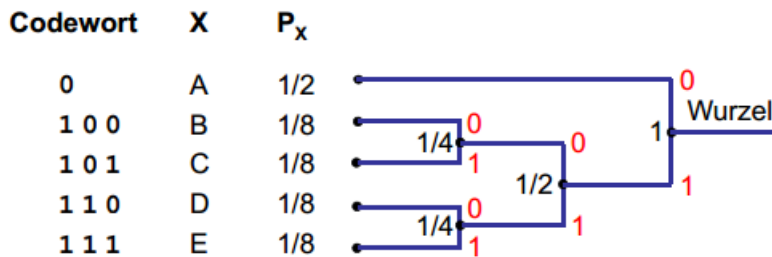 Codewort X P_X
0 A 1/2 0
Wurzel
1 0 0 B 1/8 0 1
1/4 0
1 0 1 C 1/8 1
1/2 1
1 1 0 D 1/8 0
1/4 1
1 1 1 E 1/8 1